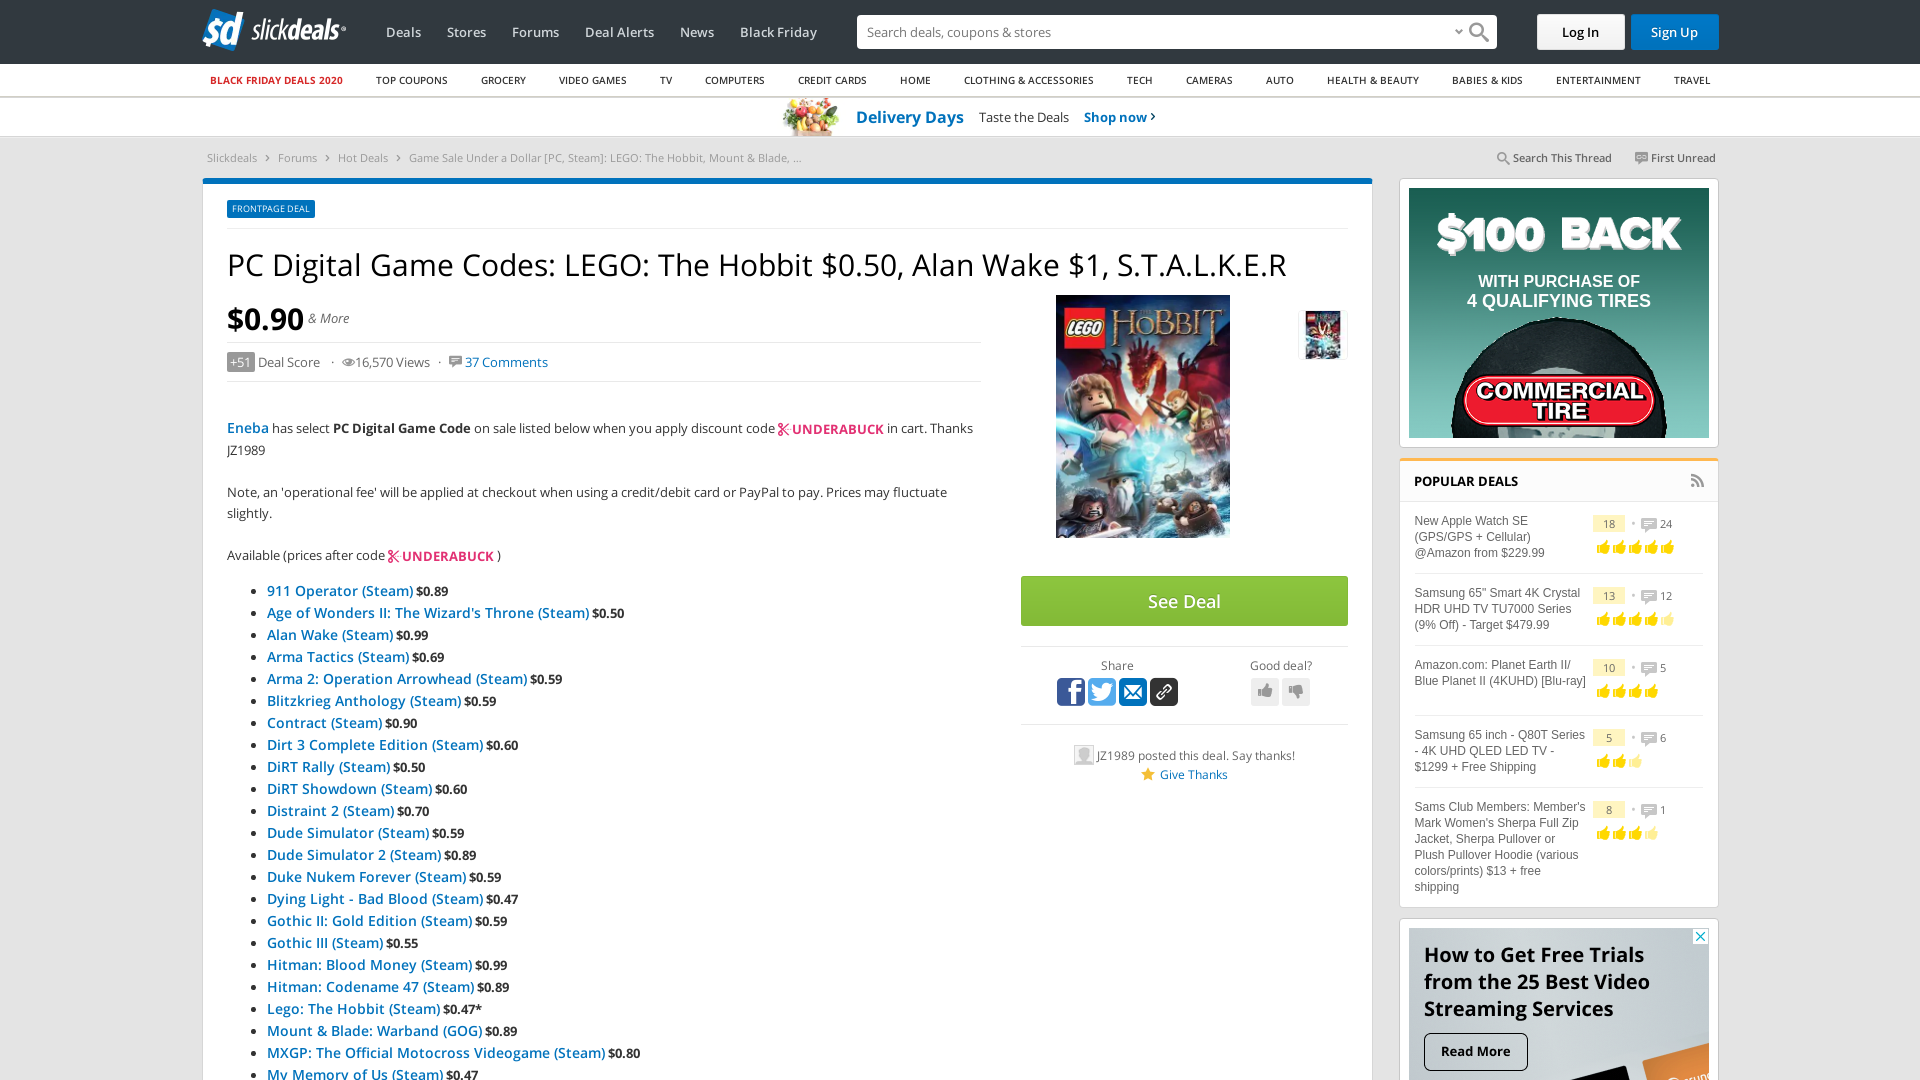 slickdeals
Deals
Stores
Forums
Deal Alerts
News
Black Friday
Search deals, coupons & stores
Log In
Sign Up
BLACK FRIDAY DEALS 2020
TOP COUPONS
GROCERY
VIDEO GAMES
TV
COMPUTERS
CREDIT CARDS
HOME
CLOTHING & ACCESSORIES
TECH
CAMERAS
AUTO
HEALTH & BEAUTY
BABIES & KIDS
ENTERTAINMENT
TRAVEL
Delivery Days Taste the Deals Shop now ›
Slickdeals › Forums › Hot Deals › Game Sale Under a Dollar [PC, Steam]: LEGO: The Hobbit, Mount & Blade, ...
Search This Thread
First Unread
FRONTPAGE DEAL
PC Digital Game Codes: LEGO: The Hobbit $0.50, Alan Wake $1, S.T.A.L.K.E.R
$0.90 & More
+51 Deal Score · 16,570 Views · 37 Comments
Eneba has select PC Digital Game Code on sale listed below when you apply discount code UNDERABUCK in cart. Thanks
JZ1989
Note, an 'operational fee' will be applied at checkout when using a credit/debit card or PayPal to pay. Prices may fluctuate
slightly.
Available (prices after code UNDERABUCK )
• 911 Operator (Steam) $0.89
• Age of Wonders II: The Wizard's Throne (Steam) $0.50
• Alan Wake (Steam) $0.99
• Arma Tactics (Steam) $0.69
• Arma 2: Operation Arrowhead (Steam) $0.59
• Blitzkrieg Anthology (Steam) $0.59
• Contract (Steam) $0.90
• Dirt 3 Complete Edition (Steam) $0.60
• DiRT Rally (Steam) $0.50
• DiRT Showdown (Steam) $0.60
• Distraint 2 (Steam) $0.70
• Dude Simulator (Steam) $0.59
• Dude Simulator 2 (Steam) $0.89
• Duke Nukem Forever (Steam) $0.59
• Dying Light - Bad Blood (Steam) $0.47
• Gothic II: Gold Edition (Steam) $0.59
• Gothic III (Steam) $0.55
• Hitman: Blood Money (Steam) $0.99
• Hitman: Codename 47 (Steam) $0.89
• Lego: The Hobbit (Steam) $0.47*
• Mount & Blade: Warband (GOG) $0.89
• MXGP: The Official Motocross Videogame (Steam) $0.80
• My Memory of Us (Steam) $0.47
LEGO
THE HOBBIT
See Deal
Share
Good deal?
JZ1989 posted this deal. Say thanks!
Give Thanks
$100 BACK
WITH PURCHASE OF
4 QUALIFYING TIRES
COMMERCIAL
TIRE
POPULAR DEALS
New Apple Watch SE
(GPS/GPS + Cellular)
@Amazon from $229.99
18 • 24
Samsung 65" Smart 4K Crystal
HDR UHD TV TU7000 Series
(9% Off) - Target $479.99
13 • 12
Amazon.com: Planet Earth II/
Blue Planet II (4KUHD) [Blu-ray]
10 • 5
Samsung 65 inch - Q80T Series
- 4K UHD QLED LED TV -
$1299 + Free Shipping
5 • 6
Sams Club Members: Member's
Mark Women's Sherpa Full Zip
Jacket, Sherpa Pullover or
Plush Pullover Hoodie (various
colors/prints) $13 + free
shipping
8 • 1
How to Get Free Trials
from the 25 Best Video
Streaming Services
Read More